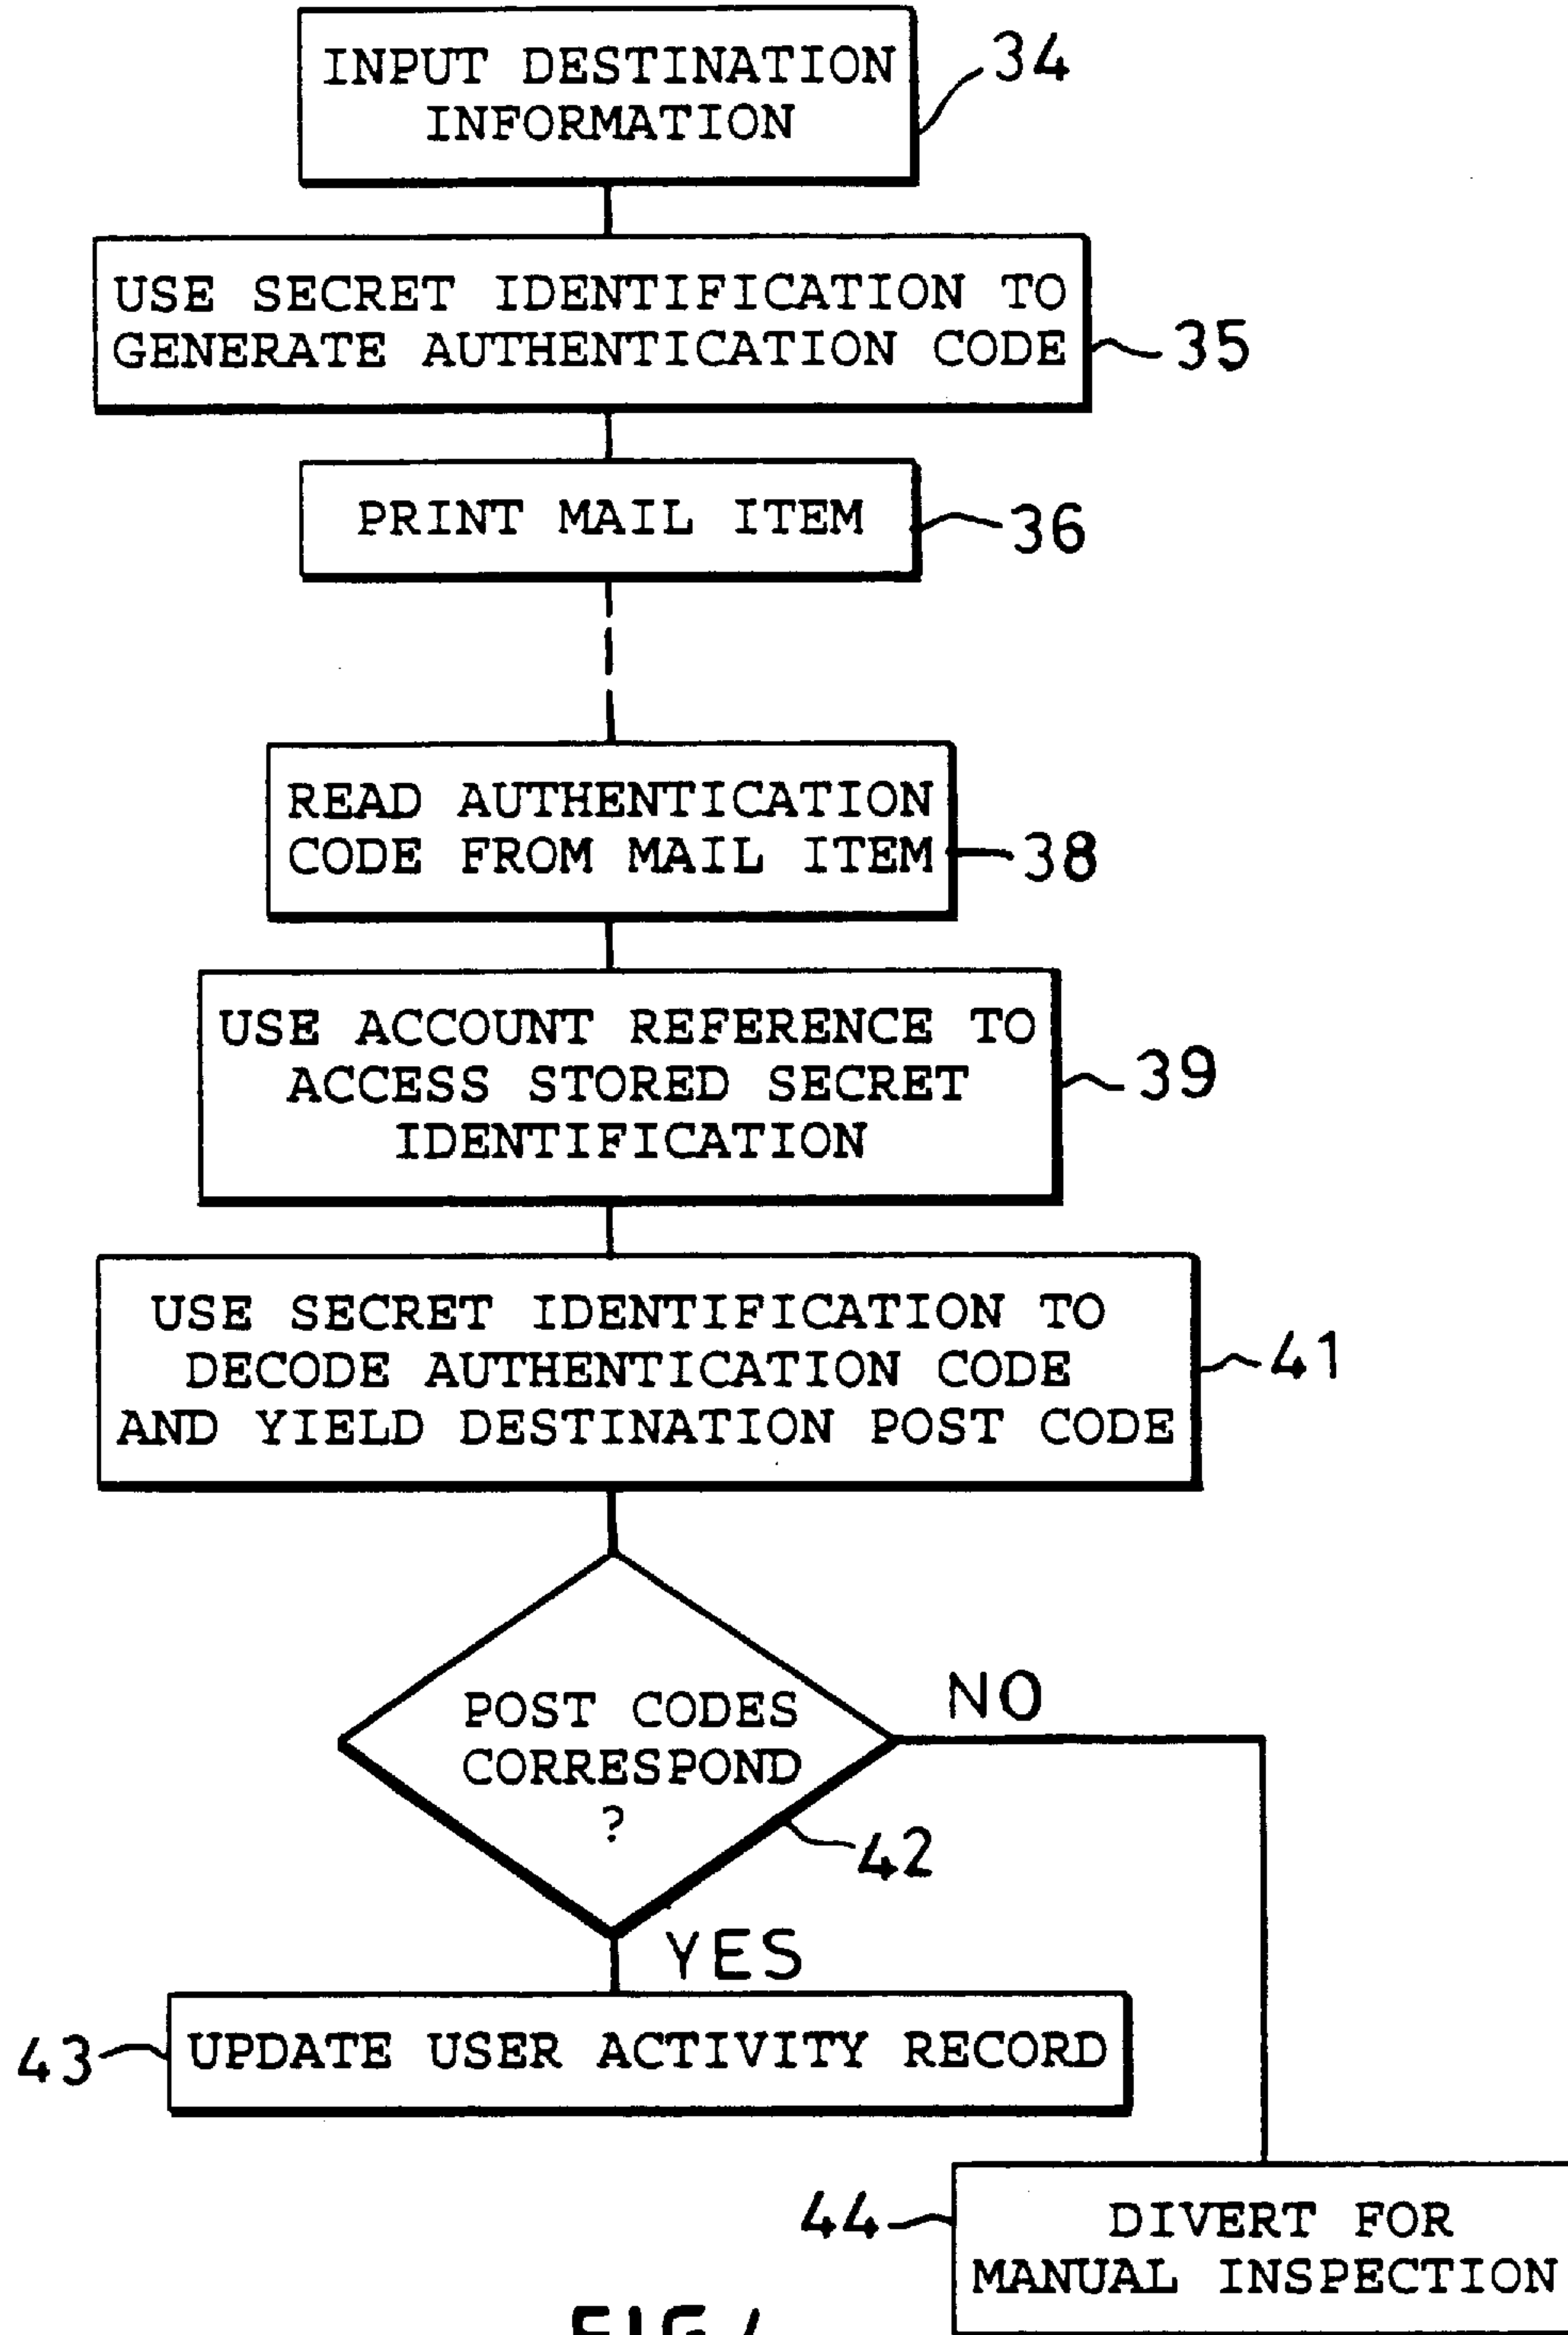 INPUT DESTINATION
INFORMATION
34
USE SECRET IDENTIFICATION TO
GENERATE AUTHENTICATION CODE
35
PRINT MAIL ITEM
36
READ AUTHENTICATION
CODE FROM MAIL ITEM
38
USE ACCOUNT REFERENCE TO
ACCESS STORED SECRET
IDENTIFICATION
39
USE SECRET IDENTIFICATION TO
DECODE AUTHENTICATION CODE
AND YIELD DESTINATION POST CODE
41
POST CODES
CORRESPOND
?
NO
42
YES
43
UPDATE USER ACTIVITY RECORD
44
DIVERT FOR
MANUAL INSPECTION